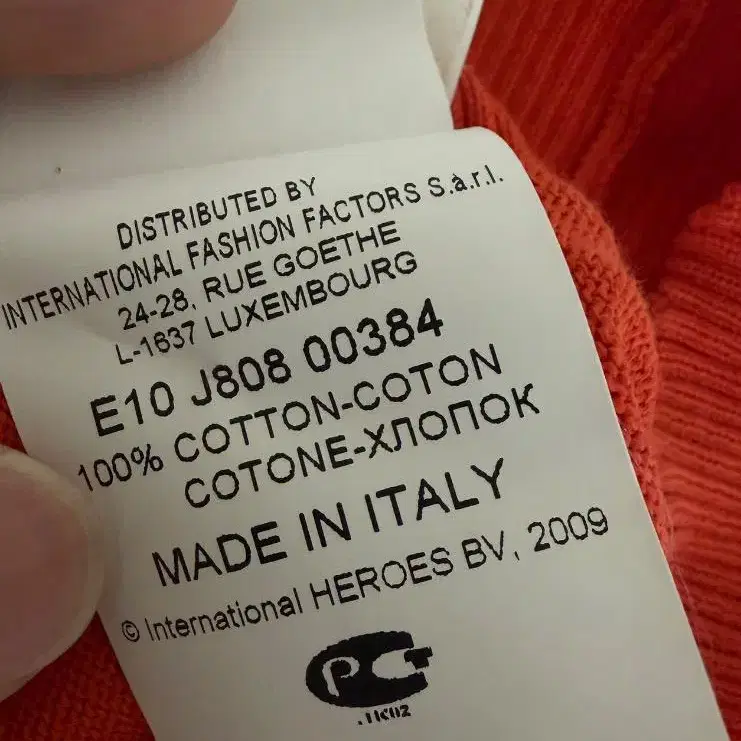 DISTRIBUTED BY
INTERNATIONAL FASHION FACTORS S.à.r.l.
24-28, RUE GOETHE
L-1637 LUXEMBOURG
E10 J808 00384
100% COTTON-COTON
COTONE-ХЛОПОК
MADE IN ITALY
© International HEROES BV, 2009